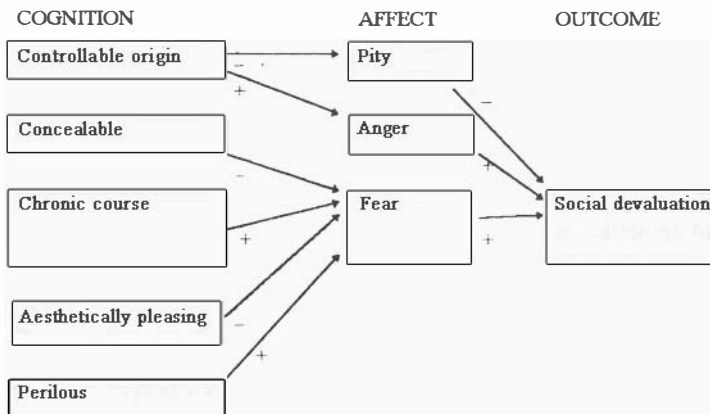 COGNITION AFFECT OUTCOME
Controllable origin Pity
−
+
−
Concealable Anger
+
−
Chronic course Fear Social devaluation
+ +
Aesthetically pleasing
−
+
Perilous